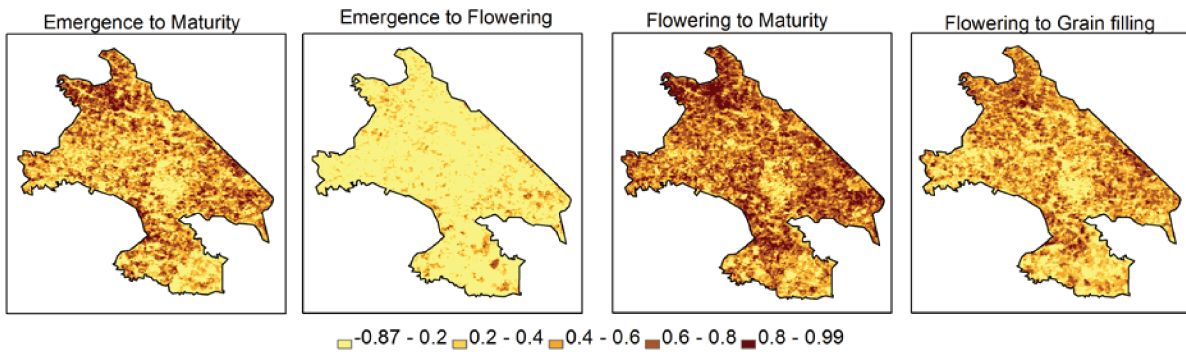 Emergence to Maturity
Emergence to Flowering
Flowering to Maturity
Flowering to Grain filling
-0.87 - 0.2 0.2 - 0.4 0.4 - 0.6 0.6 - 0.8 0.8 - 0.99